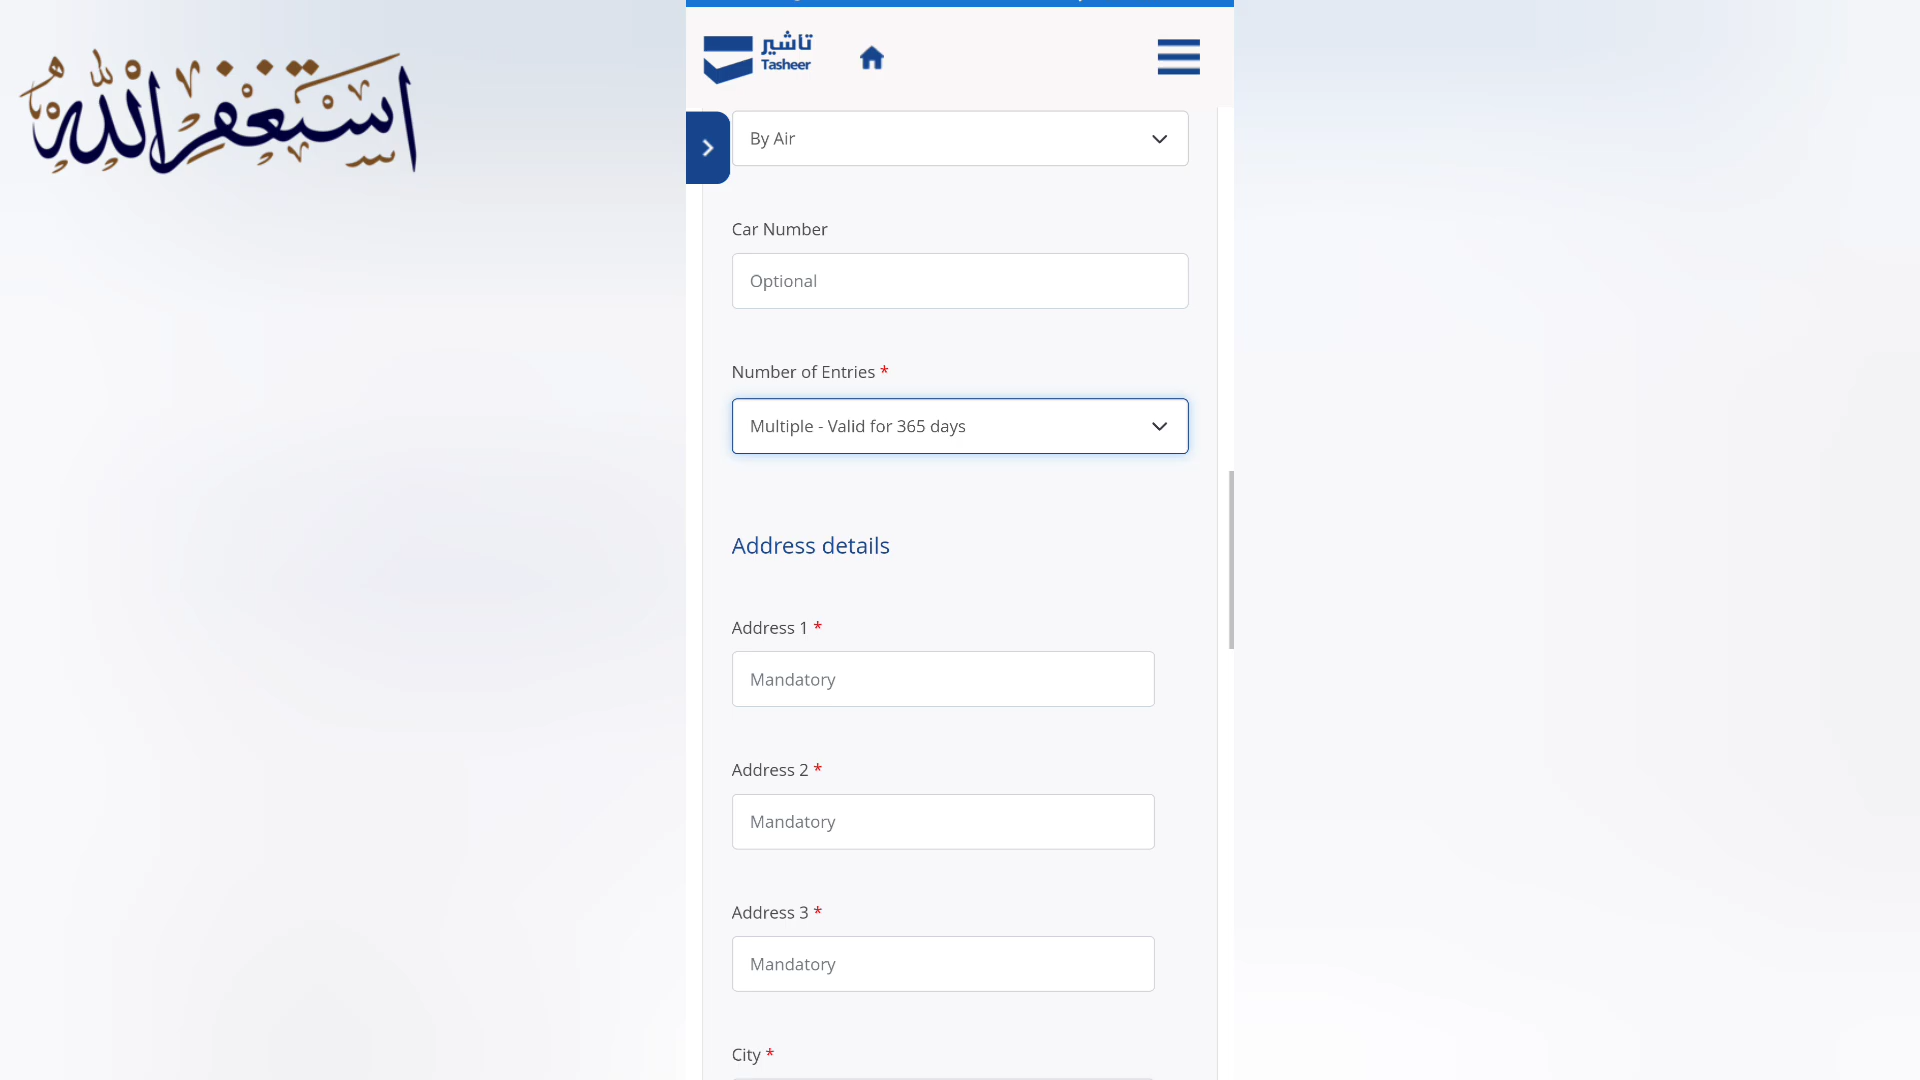 استغفر الله
تأشير
Tasheer
By Air
Car Number
Optional
Number of Entries *
Multiple - Valid for 365 days
Address details
Address 1 *
Mandatory
Address 2 *
Mandatory
Address 3 *
Mandatory
City *